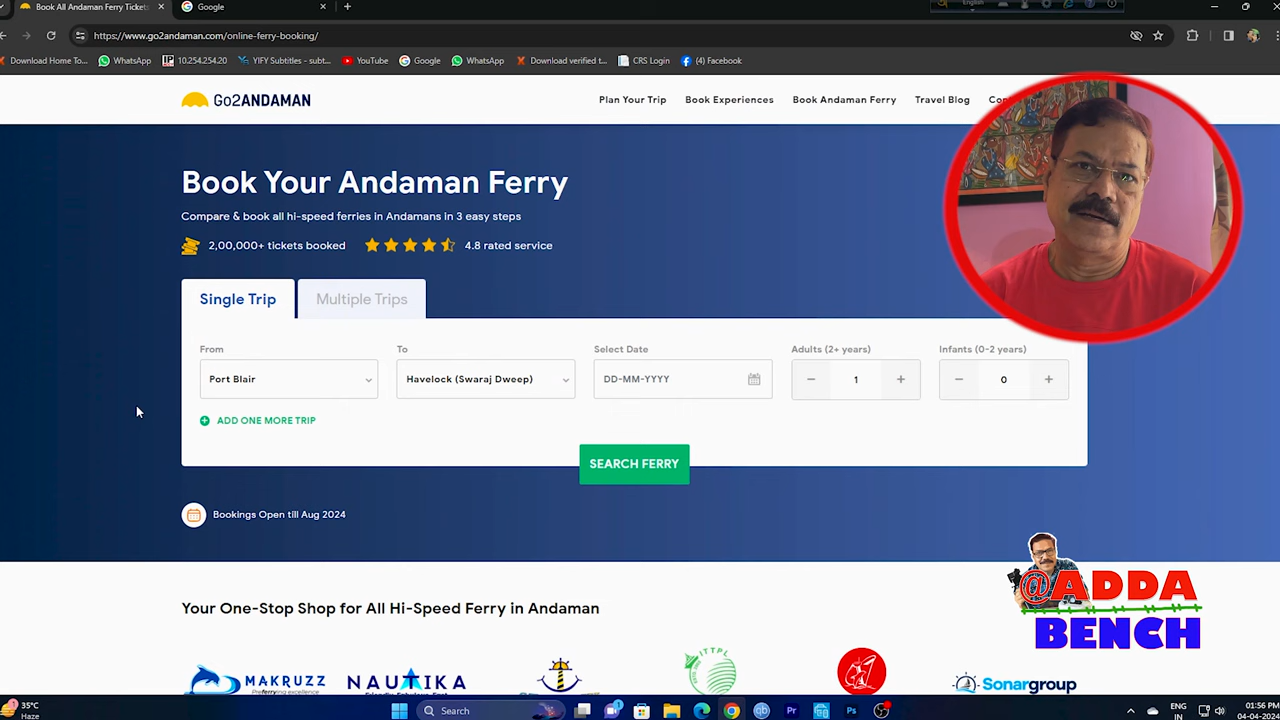 Book All Andaman Ferry Tickets
Google
English
https://www.go2andaman.com/online-ferry-booking/
Download Home To...
WhatsApp
10.254.254.20
YIFY Subtitles - subt...
YouTube
Google
WhatsApp
Download verified t...
CRS Login
(4) Facebook
Go2ANDAMAN
Plan Your Trip
Book Experiences
Book Andaman Ferry
Travel Blog
Book Your Andaman Ferry
Compare & book all hi-speed ferries in Andamans in 3 easy steps
2,00,000+ tickets booked
4.8 rated service
Single Trip
Multiple Trips
From
To
Select Date
Adults (2+ years)
Infants (0-2 years)
Port Blair
Havelock (Swaraj Dweep)
DD-MM-YYYY
1
0
ADD ONE MORE TRIP
SEARCH FERRY
Bookings Open till Aug 2024
@ADDA
BENCH
Your One-Stop Shop for All Hi-Speed Ferry in Andaman
MAKRUZZ
Preferrying excellence
NAUTIKA
ITTPL
Sonargroup
35°C
Haze
Search
ENG
IN
01:56 PM
04-04-2024